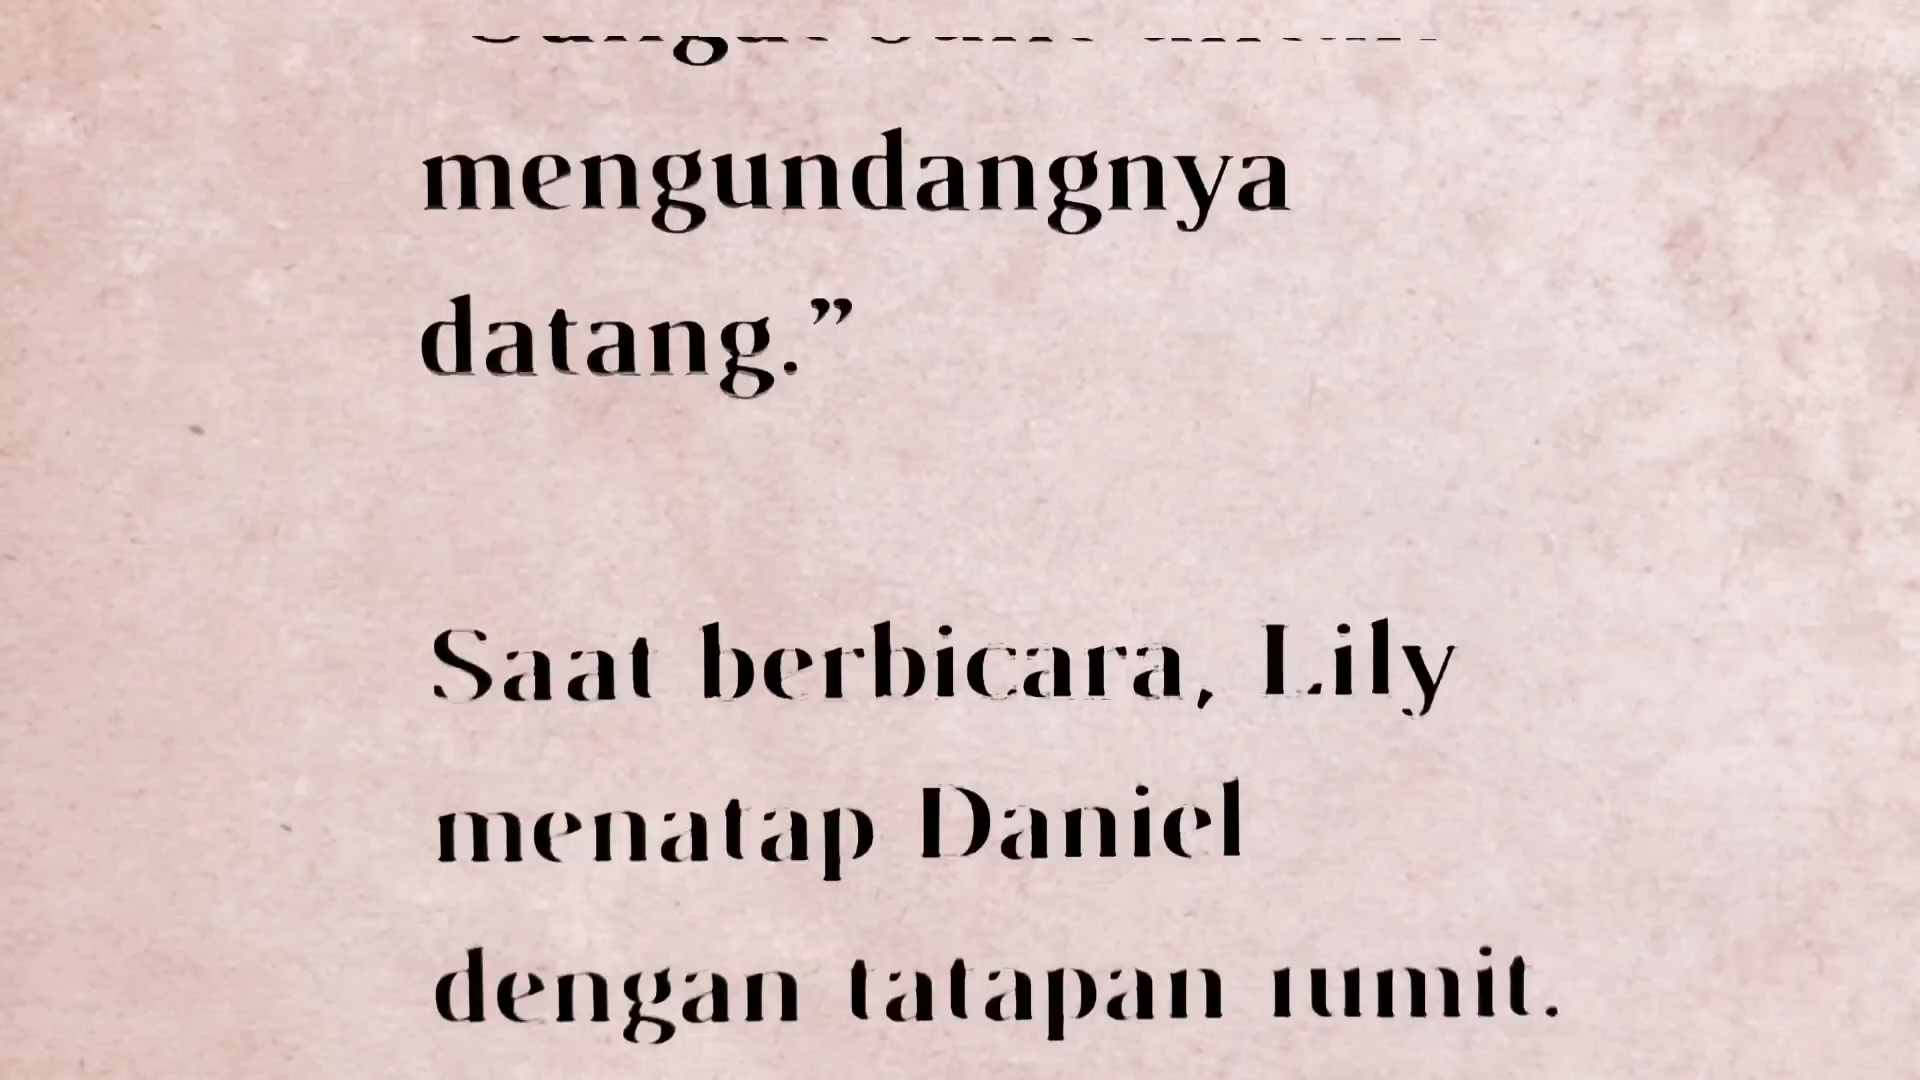 mengundangnya
datang.”
Saat berbicara, Lily
menatap Daniel
dengan tatapan rumit.